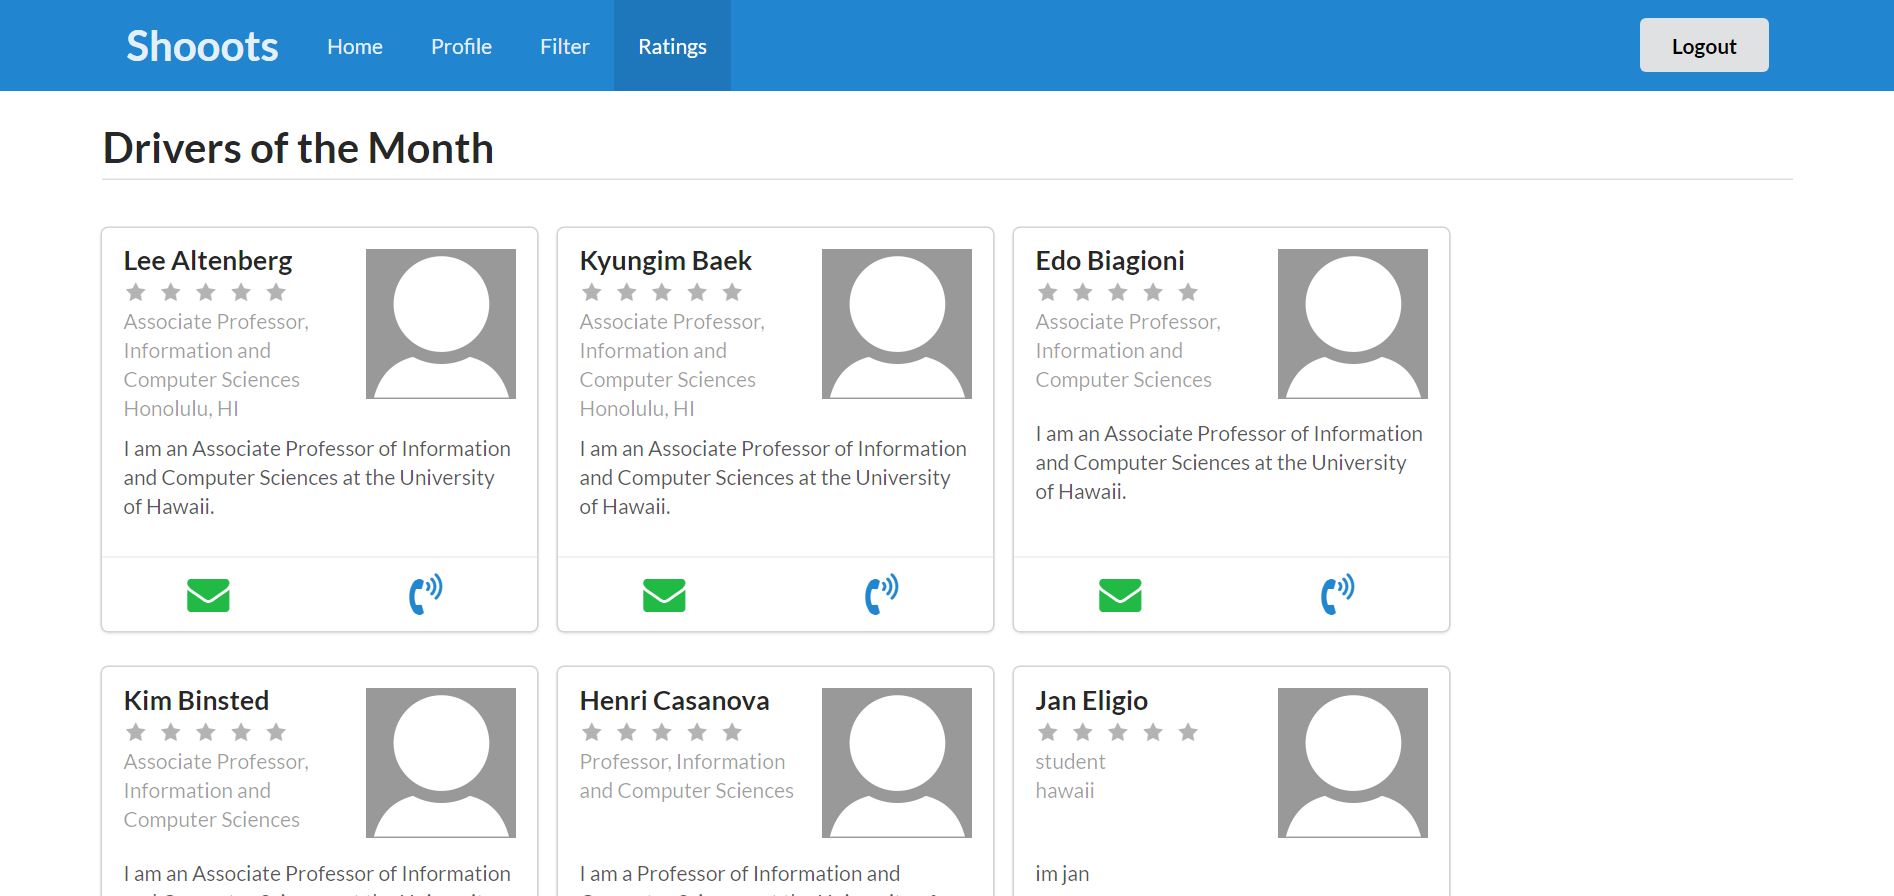 Shooots
Home
Profile
Filter
Ratings
Logout
Drivers of the Month
Lee Altenberg
Associate Professor,
Information and
Computer Sciences
Honolulu, HI
I am an Associate Professor of Information
and Computer Sciences at the University
of Hawaii.
Kyungim Baek
Associate Professor,
Information and
Computer Sciences
Honolulu, HI
I am an Associate Professor of Information
and Computer Sciences at the University
of Hawaii.
Edo Biagioni
Associate Professor,
Information and
Computer Sciences
I am an Associate Professor of Information
and Computer Sciences at the University
of Hawaii.
Kim Binsted
Associate Professor,
Information and
Computer Sciences
I am an Associate Professor of Information
Henri Casanova
Professor, Information
and Computer Sciences
I am a Professor of Information and
Jan Eligio
student
hawaii
im jan